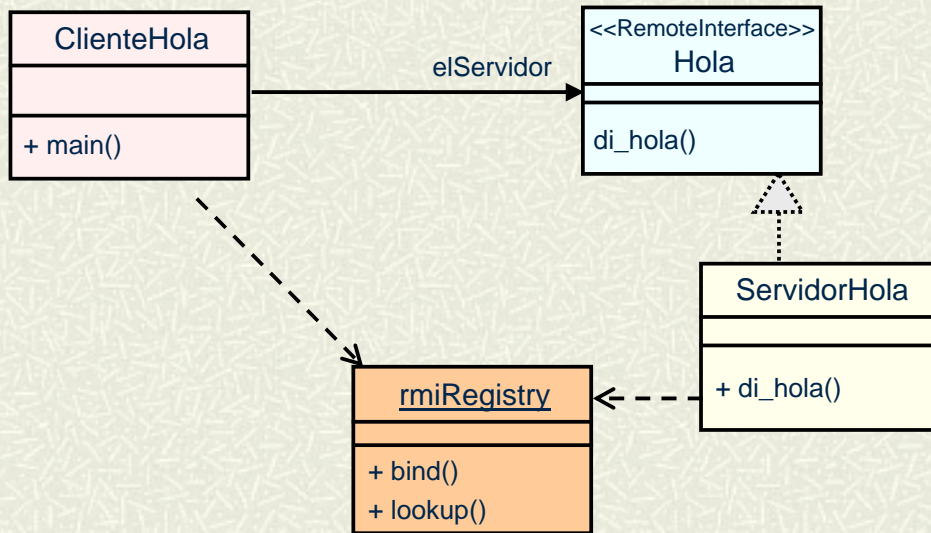 ClienteHola
+ main()
elServidor
<<RemoteInterface>>
Hola
di_hola()
ServidorHola
+ di_hola()
rmiRegistry
+ bind()
+ lookup()